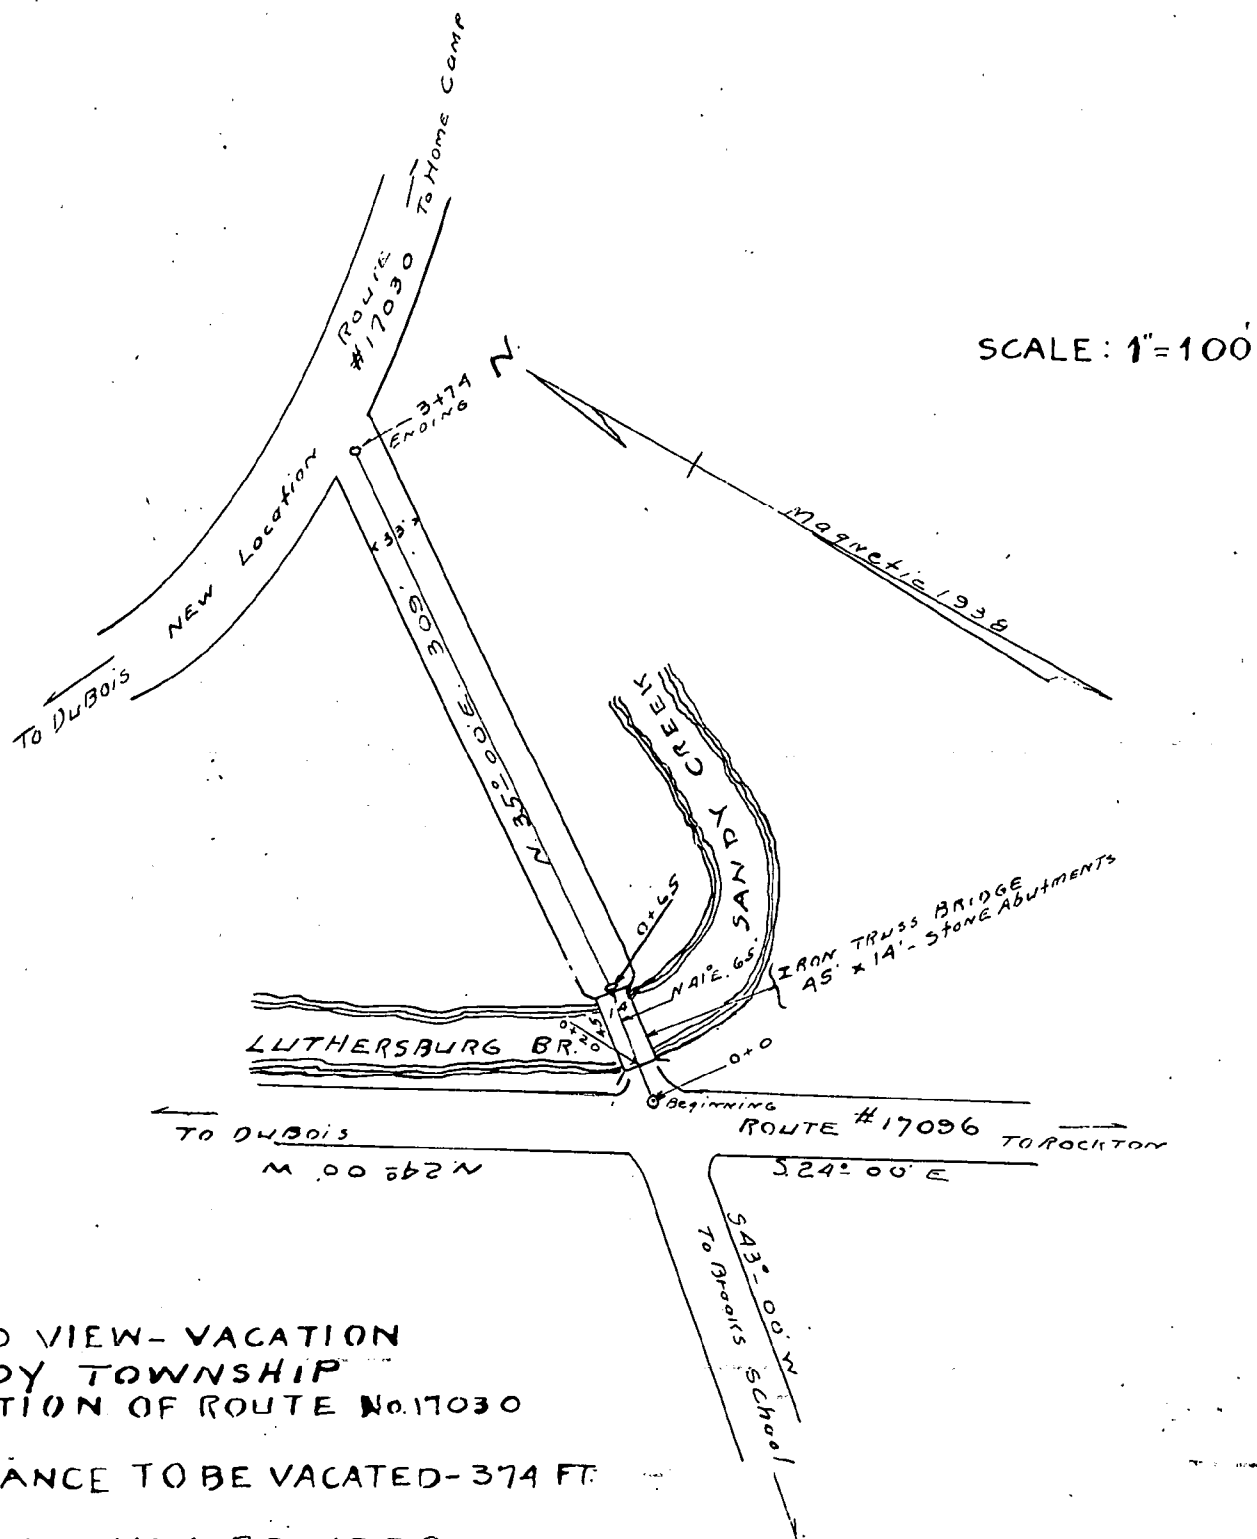 To HOME CAMP
ROUTE
#17030
N.
SCALE: 1"=100'
3+74
ENDING
NEW Location
33'
Magnetic 1938
To DuBois
N. 35°-00'E. 309'
SANDY CREEK
0+65
IRON TRUSS BRIDGE
45' x 14' - STONE ABUTMENTS
N41°E. 65'
14'
0+20
45'
LUTHERSBURG BR.
0+0
Beginning
ROUTE #17096
TO ROCKTON
TO DuBois
N.24°00'W
S.24°00'E
S43°-00'W
To Brooks School
VIEW - VACATION
DY TOWNSHIP
TION OF ROUTE No.17030
ANCE TO BE VACATED - 374 FT.